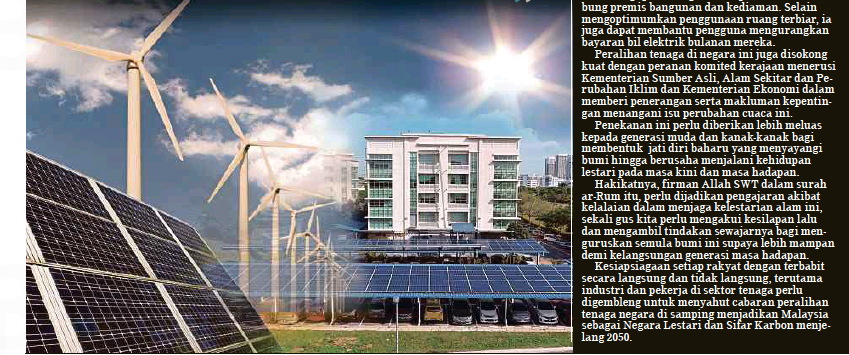 bung premis bangunan dan kediaman. Selain
mengoptimumkan penggunaan ruang terbiar, ia
juga dapat membantu pengguna mengurangkan
bayaran bil elektrik bulanan mereka.
Peralihan tenaga di negara ini juga disokong
kuat dengan peranan komited kerajaan menerusi
Kementerian Sumber Asli, Alam Sekitar dan Pe-
rubahan Iklim dan Kementerian Ekonomi dalam
memberi penerangan serta makluman kepentin-
gan menangani isu perubahan cuaca ini.
Penekanan ini perlu diberikan lebih meluas
kepada generasi muda dan kanak-kanak bagi
membentuk jati diri baharu yang menyayangi
bumi hingga berusaha menjalani kehidupan
lestari pada masa kini dan masa hadapan.
Hakikatnya, firman Allah SWT dalam surah
ar-Rum itu, perlu dijadikan pengajaran akibat
kelalaian dalam menjaga kelestarian alam ini,
sekali gus kita perlu mengakui kesilapan lalu
dan mengambil tindakan sewajarnya bagi men-
guruskan semula bumi ini supaya lebih mampan
demi kelangsungan generasi masa hadapan.
Kesiapsiagaan setiap rakyat dengan terbabit
secara langsung dan tidak langsung, terutama
industri dan pekerja di sektor tenaga perlu
digembleng untuk menyahut cabaran peralihan
tenaga negara di samping menjadikan Malaysia
sebagai Negara Lestari dan Sifar Karbon menje-
lang 2050.